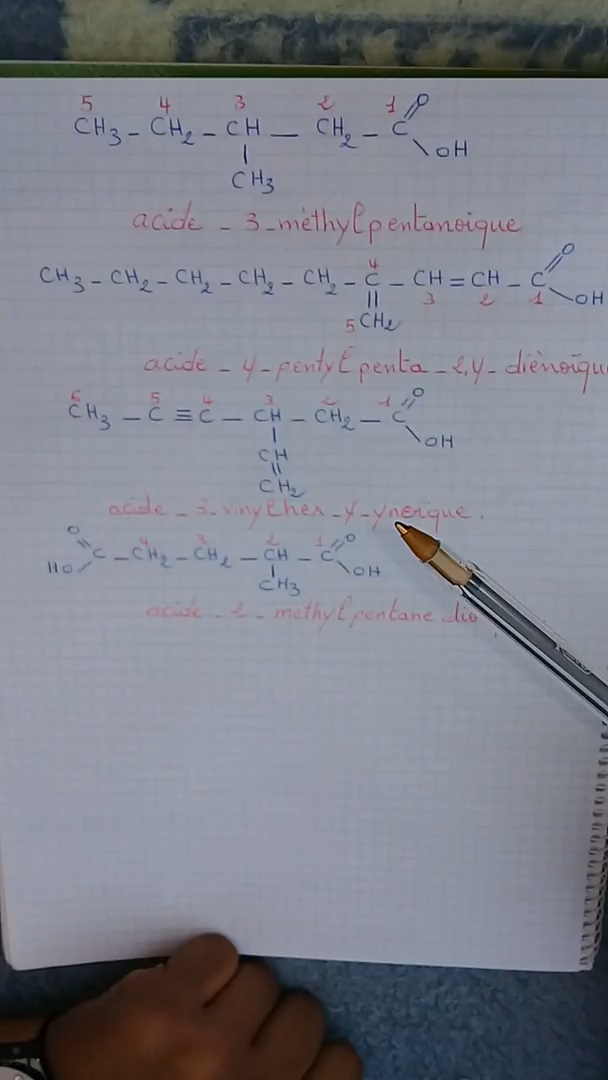 5 4 3 2 1 O
CH3 - CH2 - CH - CH2 - C
OH
CH3
acide - 3 - méthylpentanoique
4 O
CH3 - CH2 - CH2 - CH2 - CH2 - C - CH = CH - C
3 2 1 OH
5 CH2
acide - 4 - pentylpenta - 2,4 - diènoïqu
6 5 4 3 2 1 O
CH3 - C ≡ C - CH - CH2 - C
OH
CH
CH2
acide - 3 - vinylhex - 4 - ynoique.
O 4 3 2 1 O
C - CH2 - CH2 - CH - C
HO OH
CH3
acide - 2 - methylpentane dio